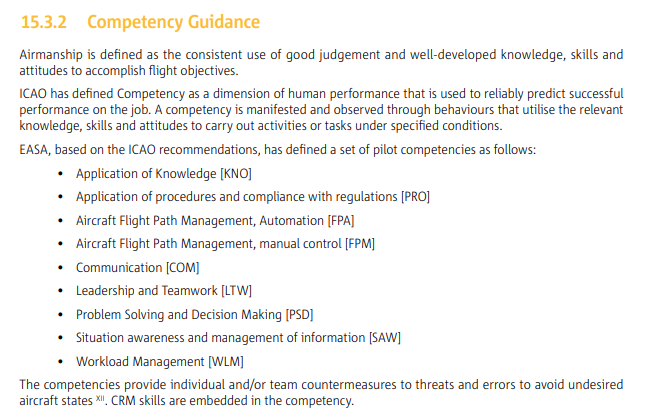 15.3.2 Competency Guidance
Airmanship is defined as the consistent use of good judgement and well-developed knowledge, skills and
attitudes to accomplish flight objectives.
ICAO has defined Competency as a dimension of human performance that is used to reliably predict successful
performance on the job. A competency is manifested and observed through behaviours that utilise the relevant
knowledge, skills and attitudes to carry out activities or tasks under specified conditions.
EASA, based on the ICAO recommendations, has defined a set of pilot competencies as follows:
• Application of Knowledge [KNO]
• Application of procedures and compliance with regulations [PRO]
• Aircraft Flight Path Management, Automation [FPA]
• Aircraft Flight Path Management, manual control [FPM]
• Communication [COM]
• Leadership and Teamwork [LTW]
• Problem Solving and Decision Making [PSD]
• Situation awareness and management of information [SAW]
• Workload Management [WLM]
The competencies provide individual and/or team countermeasures to threats and errors to avoid undesired
aircraft states XII. CRM skills are embedded in the competency.